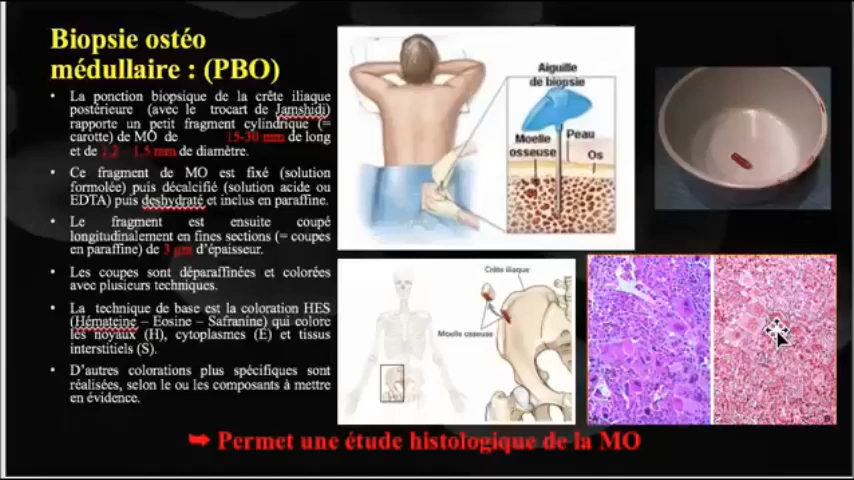 Biopsie ostéo
médullaire : (PBO)
• La ponction biopsique de la crête iliaque
postérieure (avec le trocart de Jamshidi)
rapporte un petit fragment cylindrique (=
carotte) de MO de 15-30 mm de long
et de 1,2 – 1,5 mm de diamètre.
• Ce fragment de MO est fixé (solution
formolée) puis décalcifié (solution acide ou
EDTA) puis deshydraté et inclus en paraffine.
• Le fragment est ensuite coupé
longitudinalement en fines sections (= coupes
en paraffine) de 3 µm d'épaisseur.
• Les coupes sont déparaffinées et colorées
avec plusieurs techniques.
• La technique de base est la coloration HES
(Hémateine – Eosine – Safranine) qui colore
les noyaux (H), cytoplasmes (E) et tissus
interstitiels (S).
• D'autres colorations plus spécifiques sont
réalisées, selon le ou les composants à mettre
en évidence.
Aiguille
de biopsie
Moelle
osseuse
Peau
Os
Crête iliaque
Moelle osseuse
➥ Permet une étude histologique de la MO